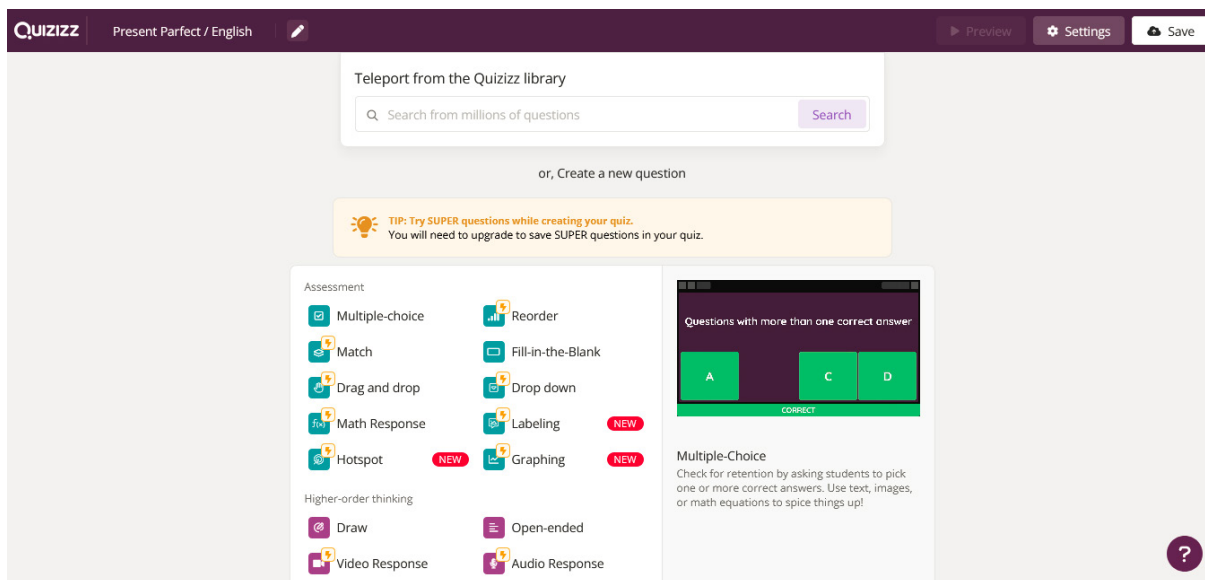 QUIZIZZ
Present Parfect / English
Preview
Settings
Save
Teleport from the Quizizz library
Search from millions of questions
Search
or, Create a new question
TIP: Try SUPER questions while creating your quiz.
You will need to upgrade to save SUPER questions in your quiz.
Assessment
Multiple-choice
Reorder
Match
Fill-in-the-Blank
Drag and drop
Drop down
f(x)
Math Response
Labeling
NEW
Hotspot
NEW
Graphing
NEW
Higher-order thinking
Draw
Open-ended
Video Response
Audio Response
Questions with more than one correct answer
A
C
D
CORRECT
Multiple-Choice
Check for retention by asking students to pick
one or more correct answers. Use text, images,
or math equations to spice things up!
?